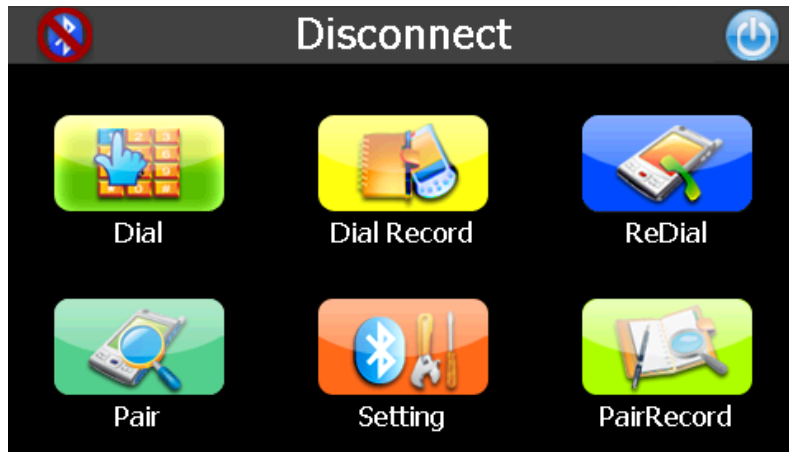 Disconnect
Dial
Dial Record
ReDial
Pair
Setting
PairRecord